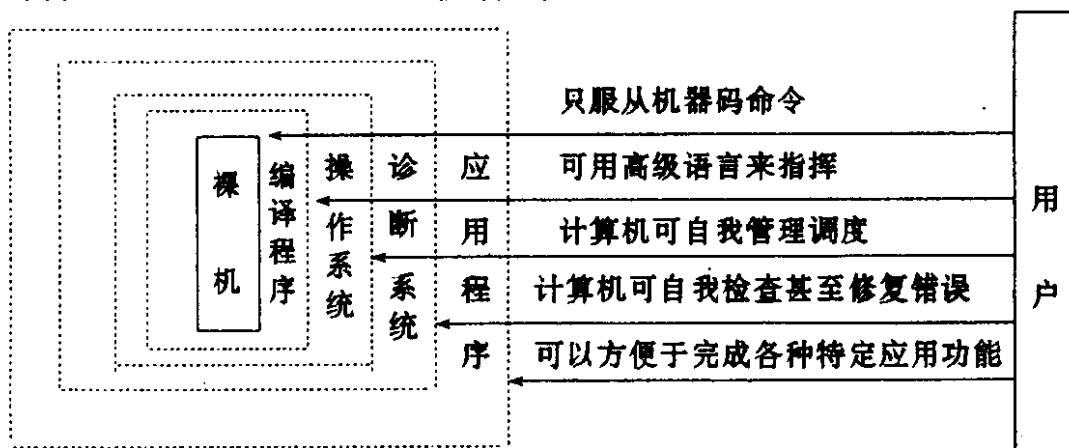 只服从机器码命令
可用高级语言来指挥
计算机可自我管理调度
计算机可自我检查甚至修复错误
可以方便于完成各种特定应用功能
裸机
编译程序
操作系统
诊断系统
应用程序
用户